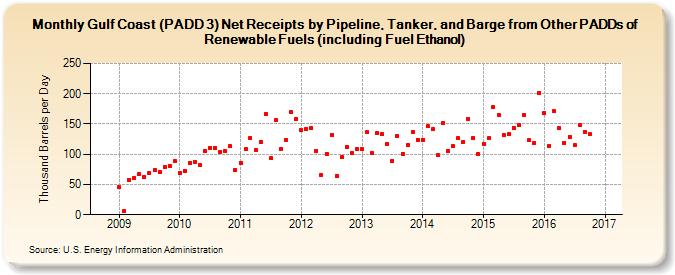 Monthly Gulf Coast (PADD 3) Net Receipts by Pipeline, Tanker, and Barge from Other PADDs of
Renewable Fuels (including Fuel Ethanol)
Thousand Barrels per Day
250
200
150
100
50
0
2009 2010 2011 2012 2013 2014 2015 2016 2017
Source: U.S. Energy Information Administration